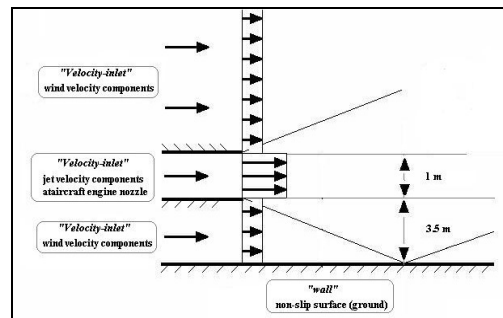 "Velocity-inlet"
wind velocity components
"Velocity-inlet"
jet velocity components
ataircraft engine nozzle
1 m
"Velocity-inlet"
wind velocity components
3.5 m
"wall"
non-slip surface (ground)